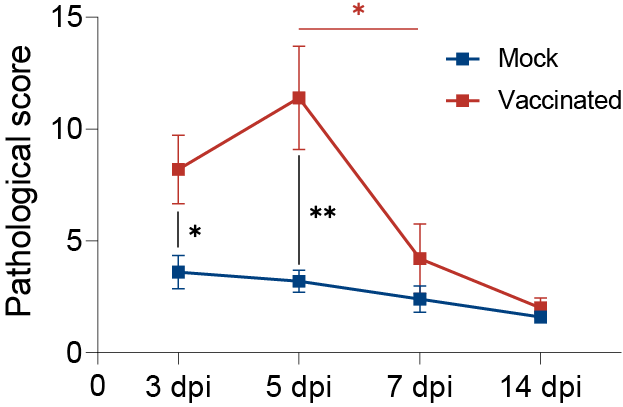 Pathological score
15
10
5
0
*
Mock
Vaccinated
*
**
0
3 dpi
5 dpi
7 dpi
14 dpi